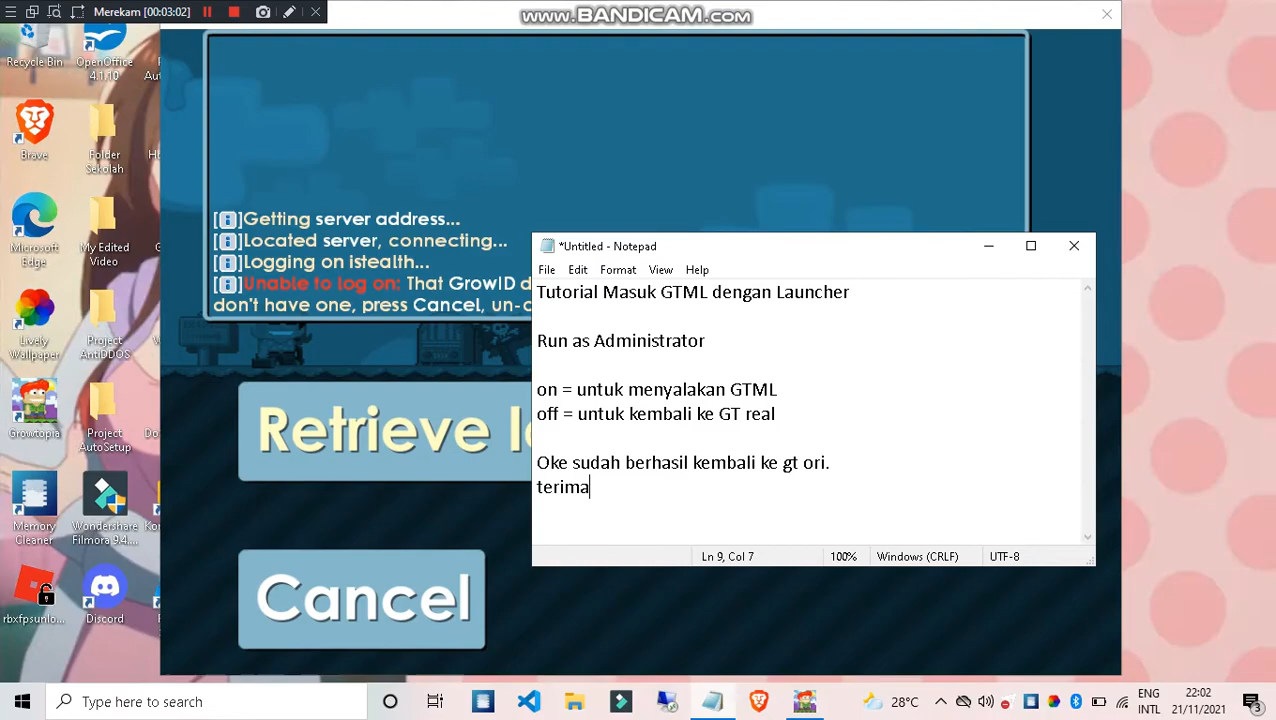 Merekam [00:03:02]
www.BANDICAM.com
Recycle Bin
OpenOffice 4.1.10
Brave
Folder Sekolah
Microsoft Edge
My Edited Video
Lively Wallpaper
Project AntiDDOS
Growtopia
Project AutoSetup
Memory Cleaner
Wondershare Filmora 9.4....
rbxfpsunlo...
Discord
[i]Getting server address...
[i]Located server, connecting...
[i]Logging on istealth...
[i]Unable to log on: That GrowID d
don't have one, press Cancel, un-c
Retrieve l
Cancel
*Untitled - Notepad
File Edit Format View Help
Tutorial Masuk GTML dengan Launcher
Run as Administrator
on = untuk menyalakan GTML
off = untuk kembali ke GT real
Oke sudah berhasil kembali ke gt ori.
terima
Ln 9, Col 7 100% Windows (CRLF) UTF-8
Type here to search
28°C
ENG
INTL
22:02
21/11/2021
3